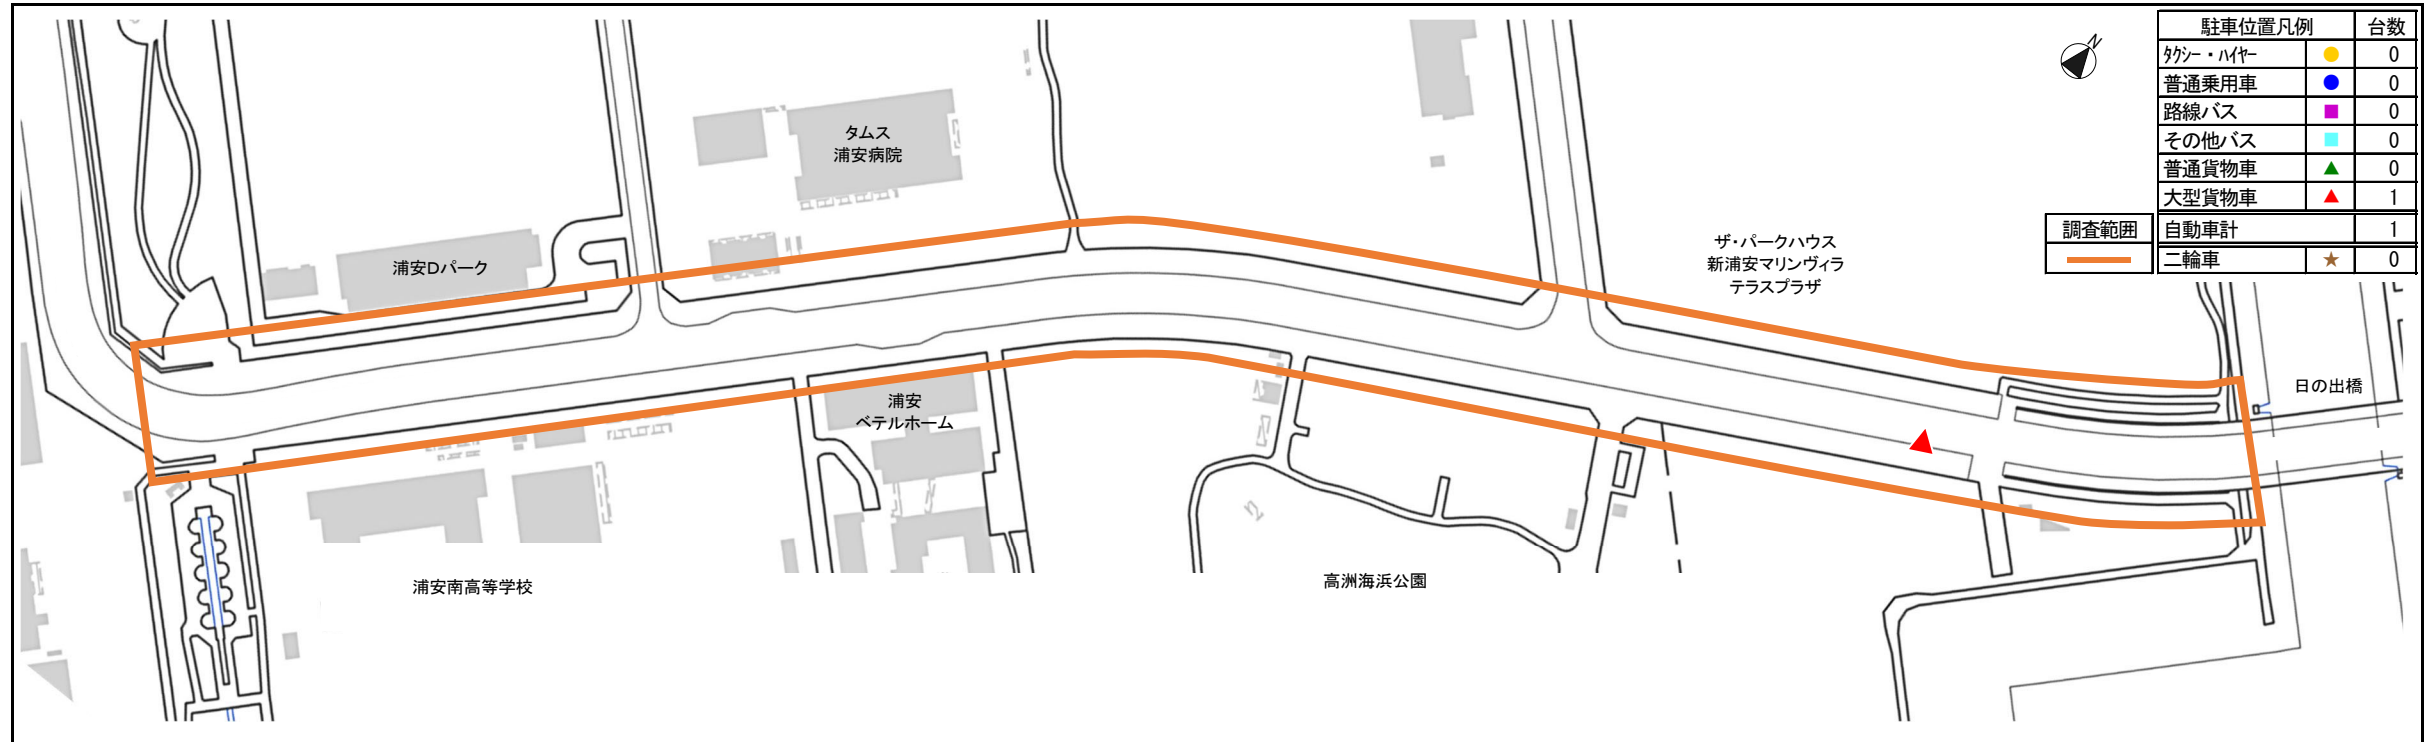 N
駐車位置凡例 台数
ﾀｸｼｰ・ﾊｲﾔｰ 0
普通乗用車 0
路線バス 0
その他バス 0
普通貨物車 0
大型貨物車 1
調査範囲 自動車計 1
二輪車 0
タムス
浦安病院
浦安Dパーク
ザ・パークハウス
新浦安マリンヴィラ
テラスプラザ
日の出橋
浦安
ベテルホーム
浦安南高等学校
高洲海浜公園